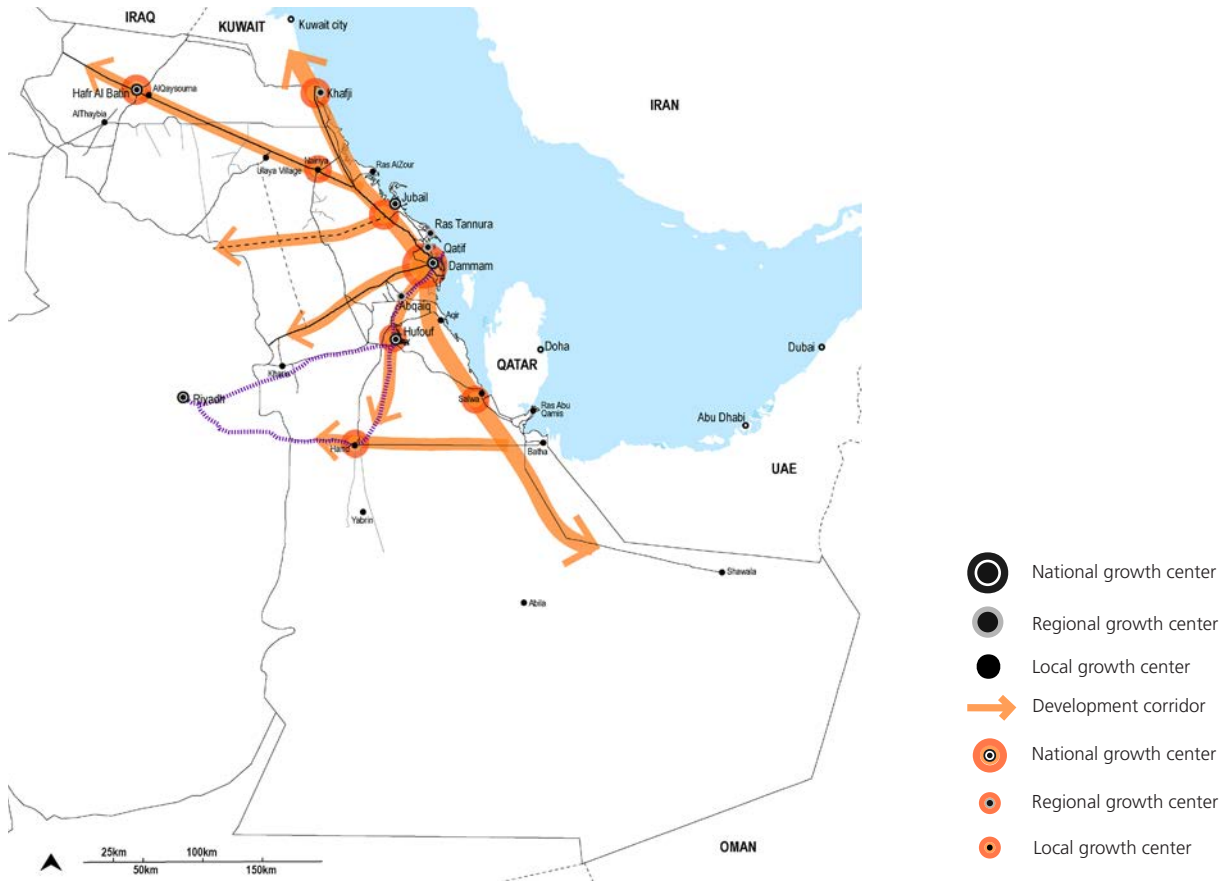 IRAQ
KUWAIT
Kuwait city
Hafr Al Batin
AlQaysouma
Khafji
IRAN
AlThaybia
Ulaya Village
Nairiya
Ras AlZour
Jubail
Ras Tannura
Qatif
Dammam
Abqaiq
Aqir
Hufouf
QATAR
Doha
Dubai
Riyadh
Salwa
Ras Abu
Qamis
Abu Dhabi
Batha
UAE
Yabrin
Shawala
Abila
OMAN
25km
100km
50km
150km
National growth center
Regional growth center
Local growth center
Development corridor
National growth center
Regional growth center
Local growth center